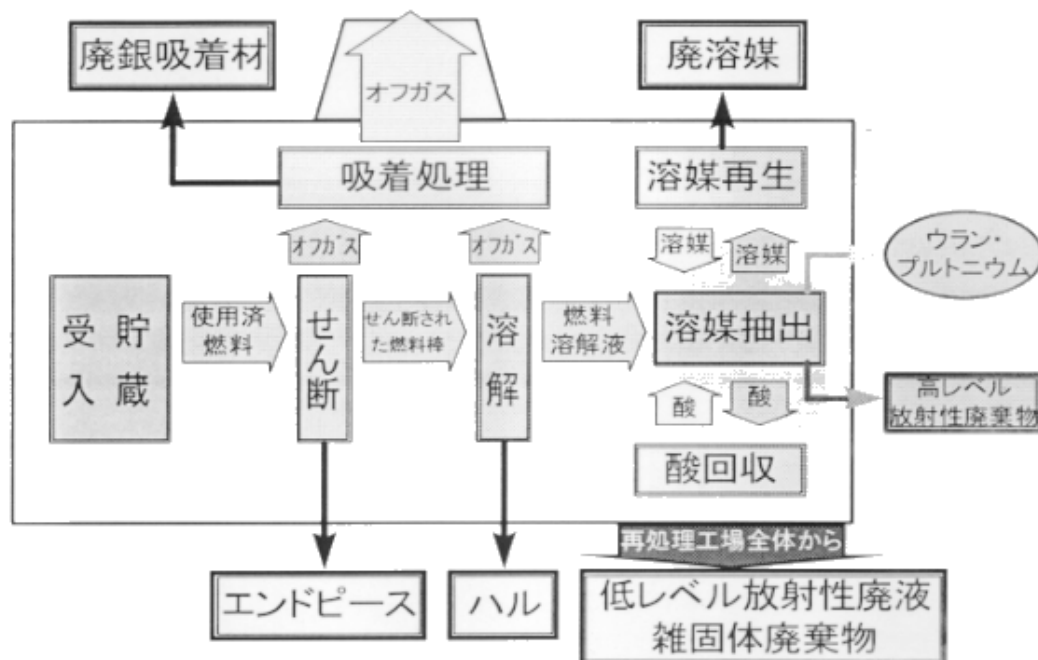 廃銀吸着材
オフガス
廃溶媒
吸着処理
溶媒再生
オフガス
オフガス
溶媒
溶媒
ウラン・
プルトニウム
受入
貯蔵
使用済
燃料
せん断
せん断され
た燃料棒
溶解
燃料
溶解液
溶媒抽出
酸
酸
高レベル
放射性廃棄物
酸回収
再処理工場全体から
エンドピース
ハル
低レベル放射性廃液
雑固体廃棄物